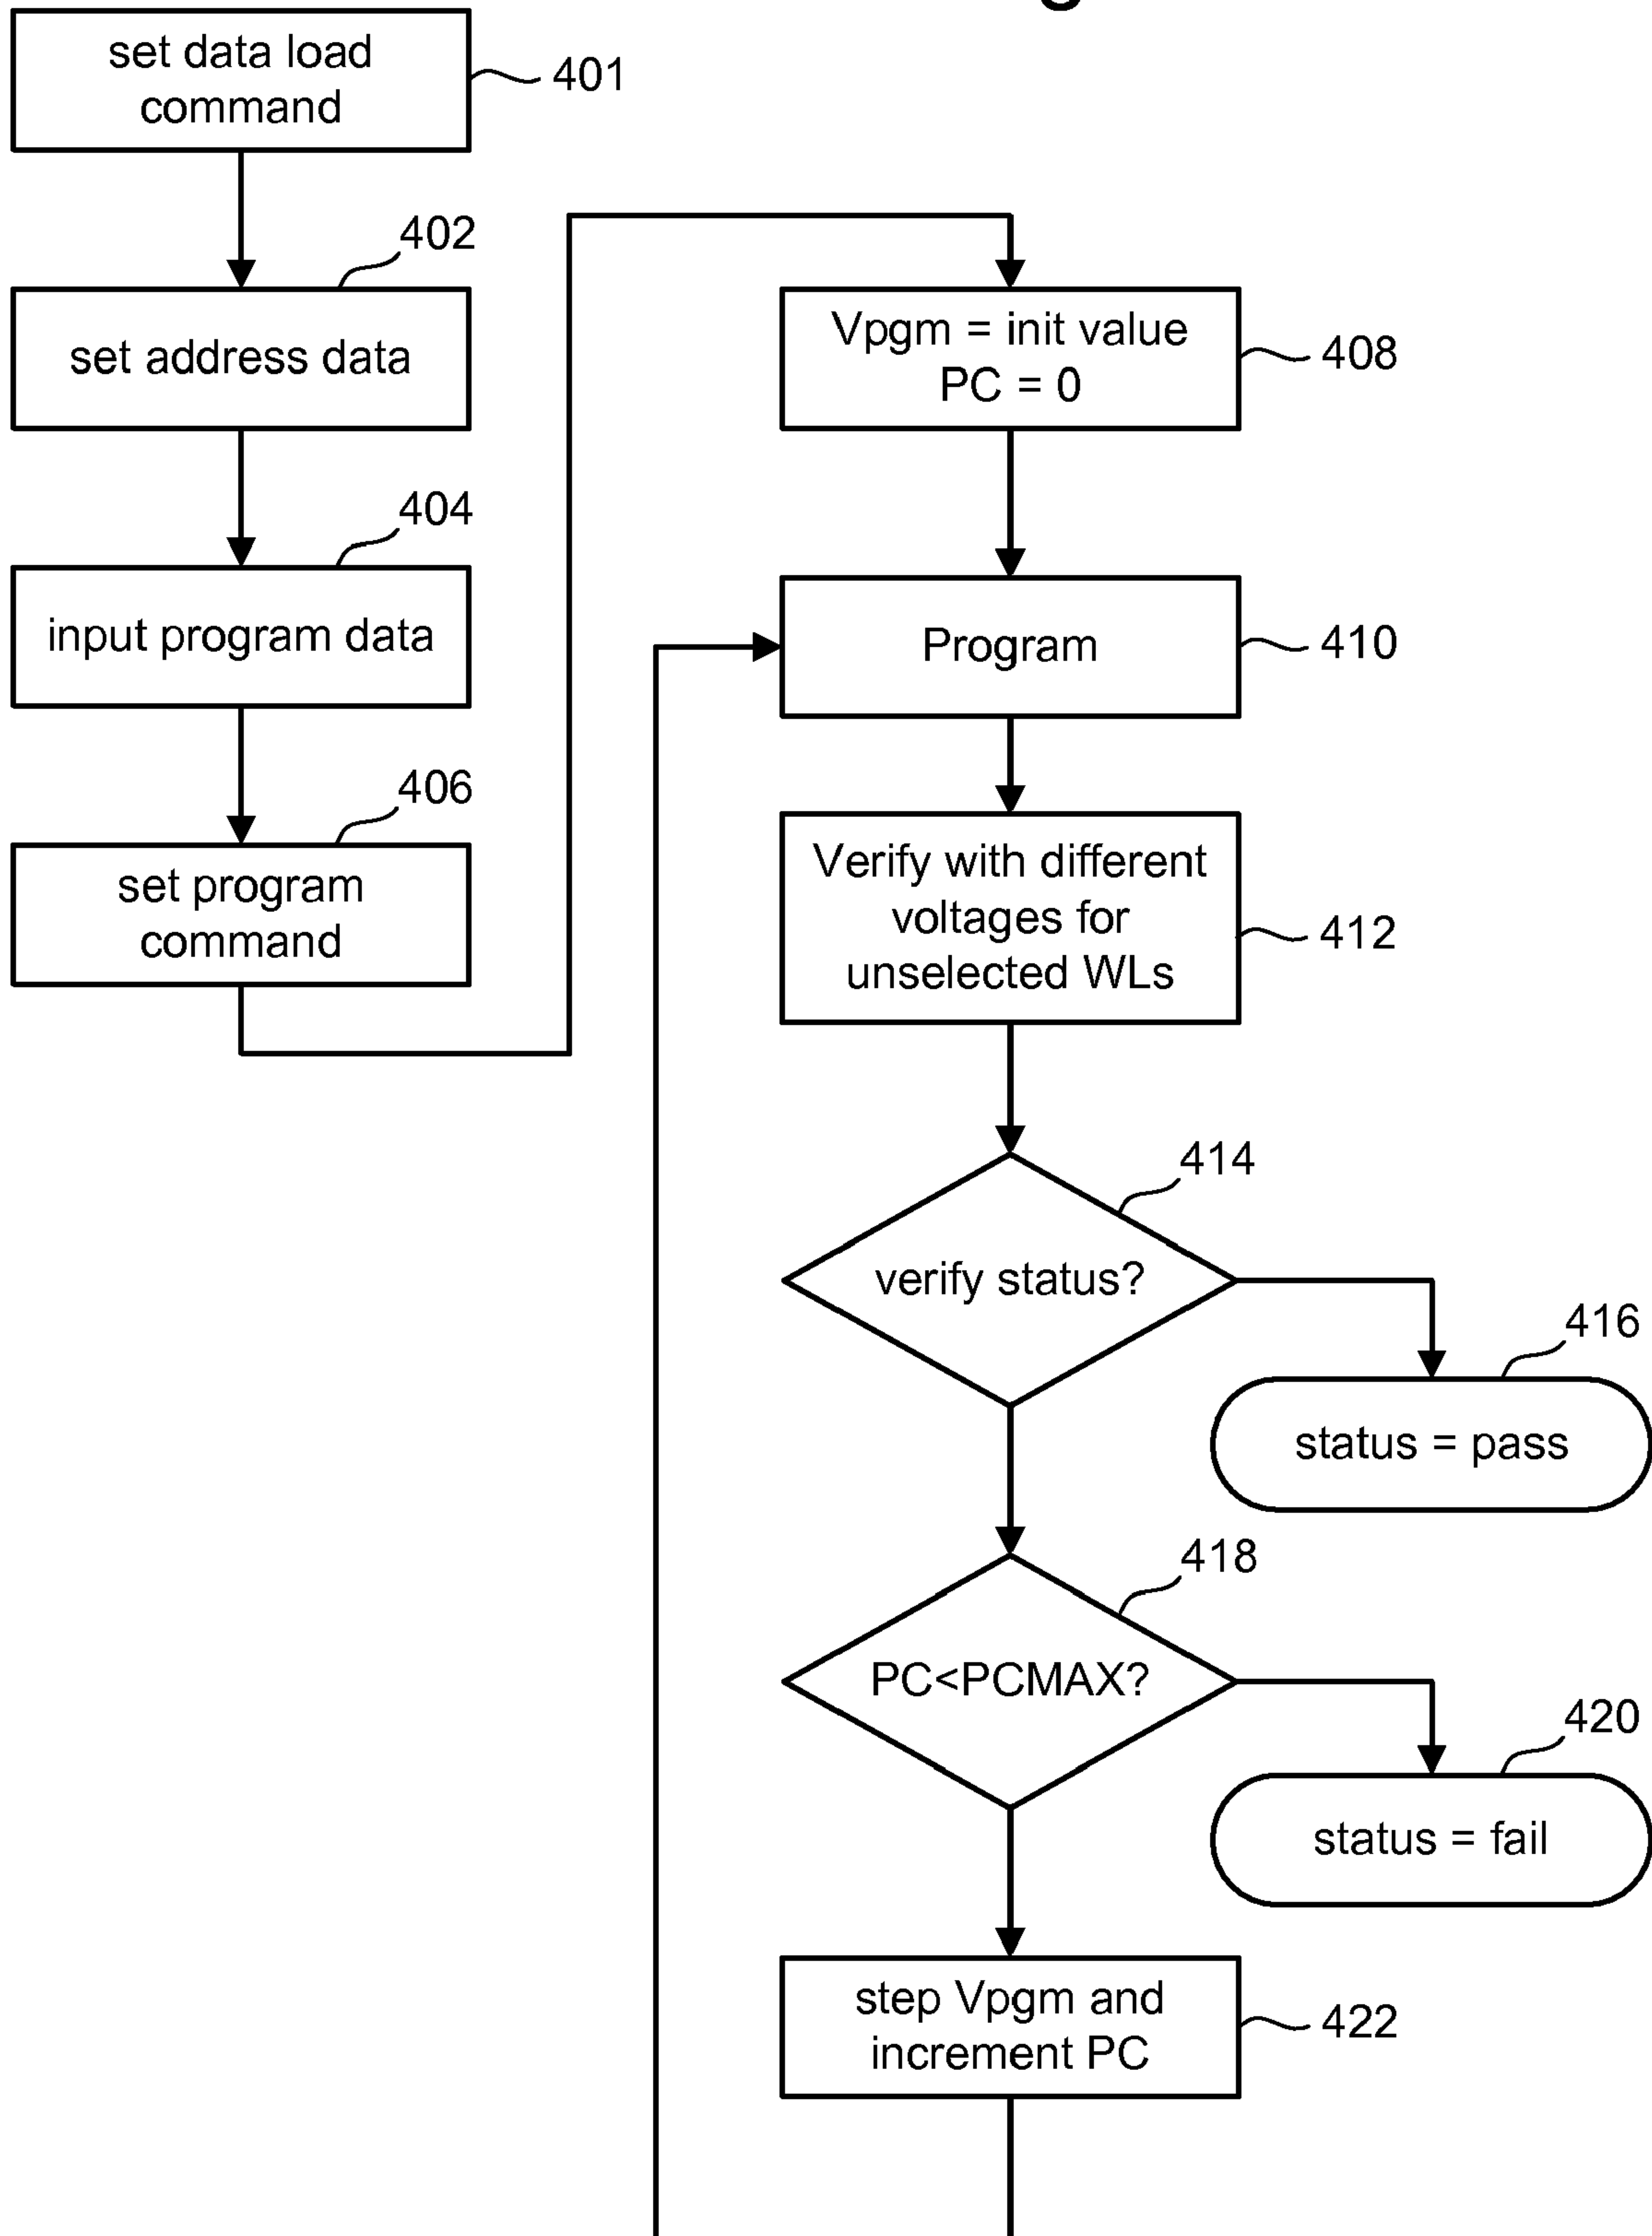 set data load
command
401
402
set address data
404
input program data
406
set program
command
Vpgm = init value
PC = 0
408
Program
410
Verify with different
voltages for
unselected WLs
412
414
verify status?
416
status = pass
418
PC<PCMAX?
420
status = fail
step Vpgm and
increment PC
422